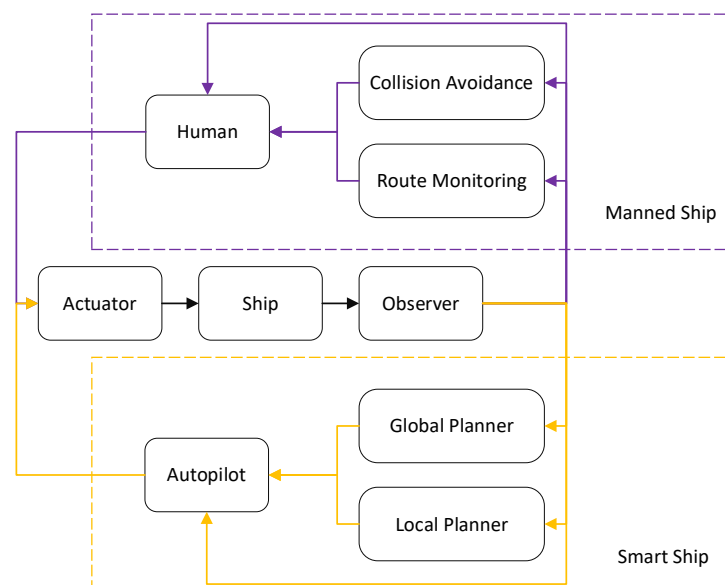 Collision Avoidance
Human
Route Monitoring
Manned Ship
Actuator
Ship
Observer
Global Planner
Autopilot
Local Planner
Smart Ship